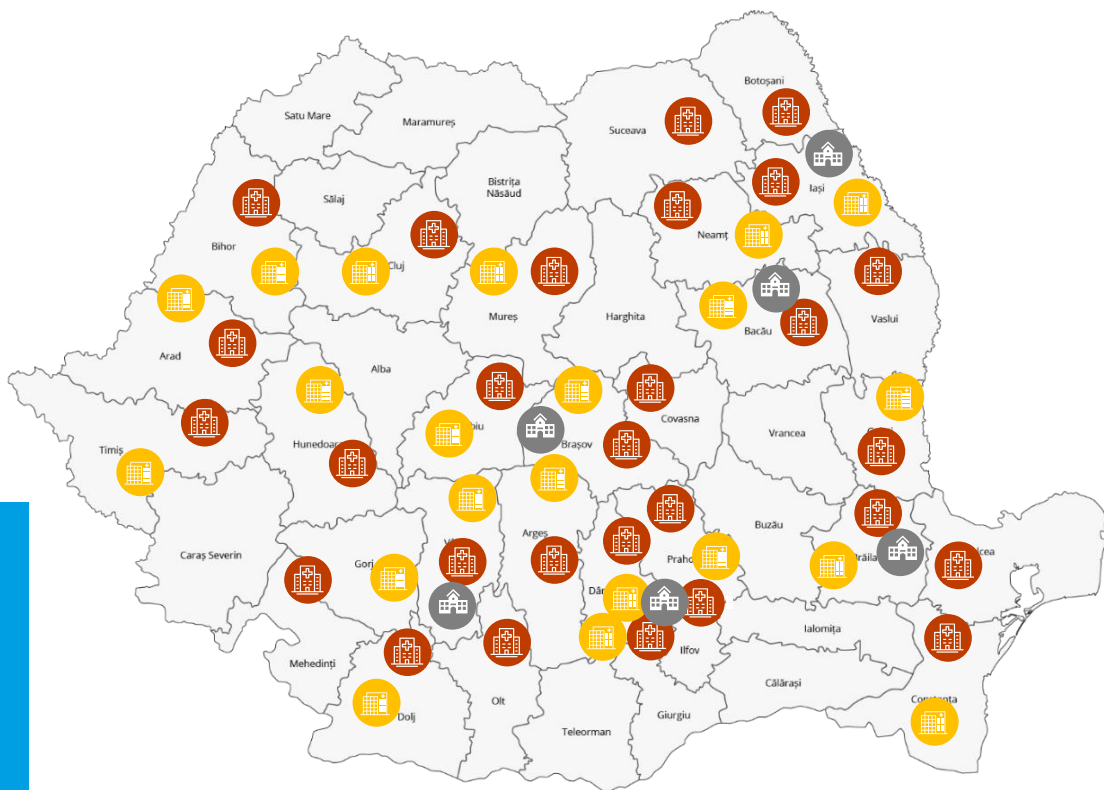 Botoșani
Satu Mare
Maramureș
Suceava
Bistrița
Năsăud
Iași
Sălaj
Neamț
Bihor
Cluj
Mureș
Harghita
Vaslui
Bacău
Arad
Alba
Covasna
Vrancea
Hunedoara
Brașov
Timiș
Buzău
Argeș
Caraș Severin
Gorj
Brăila
Ialomița
Ilfov
Mehedinți
Călărași
Olt
Constanța
Giurgiu
Dolj
Teleorman